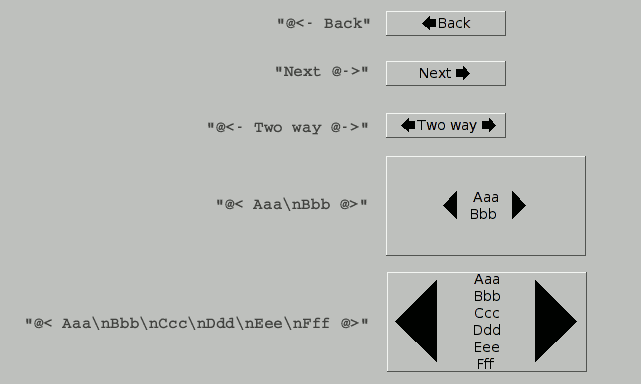 "@<- Back" Back
"Next @->" Next
"@<- Two way @->" Two way
"@< Aaa\nBbb @>"
Aaa
Bbb
"@< Aaa\nBbb\nCcc\nDdd\nEee\nFff @>"
Aaa
Bbb
Ccc
Ddd
Eee
Fff